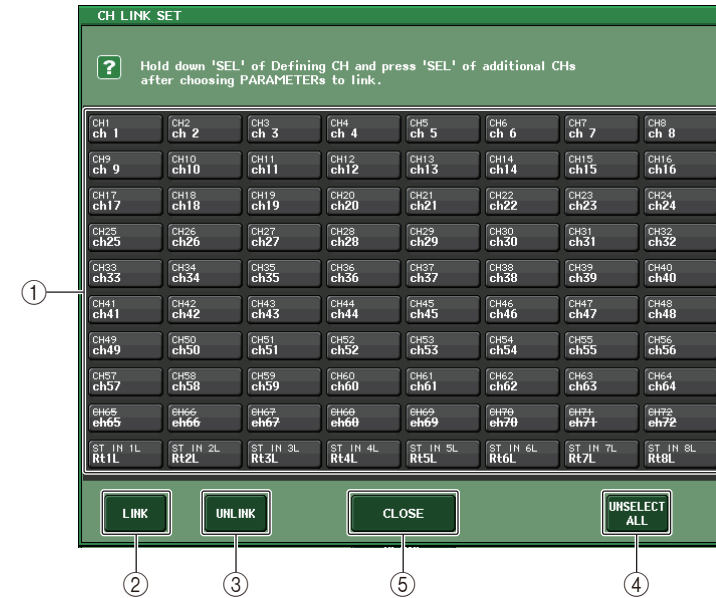 CH LINK SET
? Hold down 'SEL' of Defining CH and press 'SEL' of additional CHs
after choosing PARAMETERs to link.
CH1 CH2 CH3 CH4 CH5 CH6 CH7 CH8
ch 1 ch 2 ch 3 ch 4 ch 5 ch 6 ch 7 ch 8
CH9 CH10 CH11 CH12 CH13 CH14 CH15 CH16
ch 9 ch10 ch11 ch12 ch13 ch14 ch15 ch16
CH17 CH18 CH19 CH20 CH21 CH22 CH23 CH24
ch17 ch18 ch19 ch20 ch21 ch22 ch23 ch24
CH25 CH26 CH27 CH28 CH29 CH30 CH31 CH32
ch25 ch26 ch27 ch28 ch29 ch30 ch31 ch32
CH33 CH34 CH35 CH36 CH37 CH38 CH39 CH40
ch33 ch34 ch35 ch36 ch37 ch38 ch39 ch40
1
CH41 CH42 CH43 CH44 CH45 CH46 CH47 CH48
ch41 ch42 ch43 ch44 ch45 ch46 ch47 ch48
CH49 CH50 CH51 CH52 CH53 CH54 CH55 CH56
ch49 ch50 ch51 ch52 ch53 ch54 ch55 ch56
CH57 CH58 CH59 CH60 CH61 CH62 CH63 CH64
ch57 ch58 ch59 ch60 ch61 ch62 ch63 ch64
CH65 CH66 CH67 CH68 CH69 CH70 CH71 CH72
ch65 ch66 ch67 ch68 ch69 ch70 ch71 ch72
ST IN 1L ST IN 2L ST IN 3L ST IN 4L ST IN 5L ST IN 6L ST IN 7L ST IN 8L
Rt1L Rt2L Rt3L Rt4L Rt5L Rt6L Rt7L Rt8L
LINK UNLINK CLOSE UNSELECT
ALL
2 3 5 4